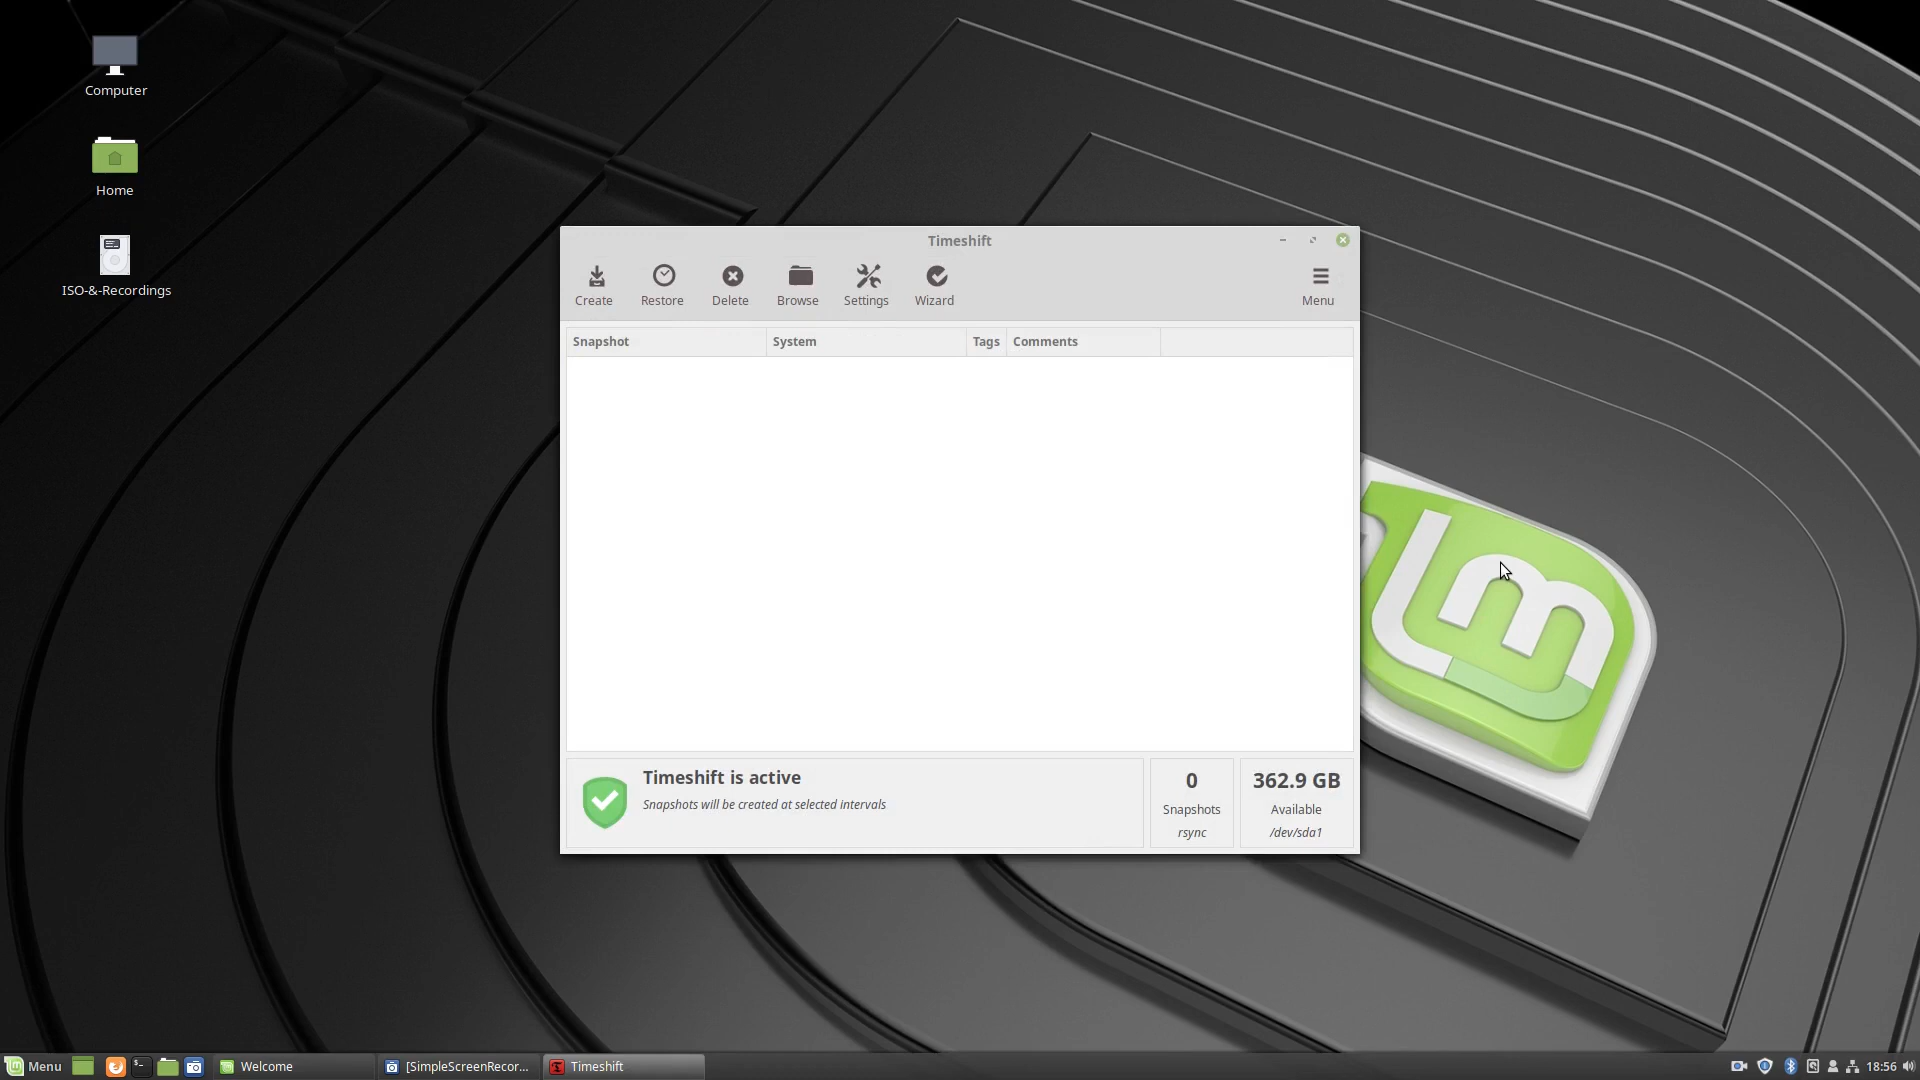 Computer
Home
ISO-&-Recordings
Timeshift
Create Restore Delete Browse Settings Wizard Menu
Snapshot System Tags Comments
Timeshift is active
Snapshots will be created at selected intervals
0
Snapshots
rsync
362.9 GB
Available
/dev/sda1
Menu Welcome [SimpleScreenRecor... Timeshift 18:56